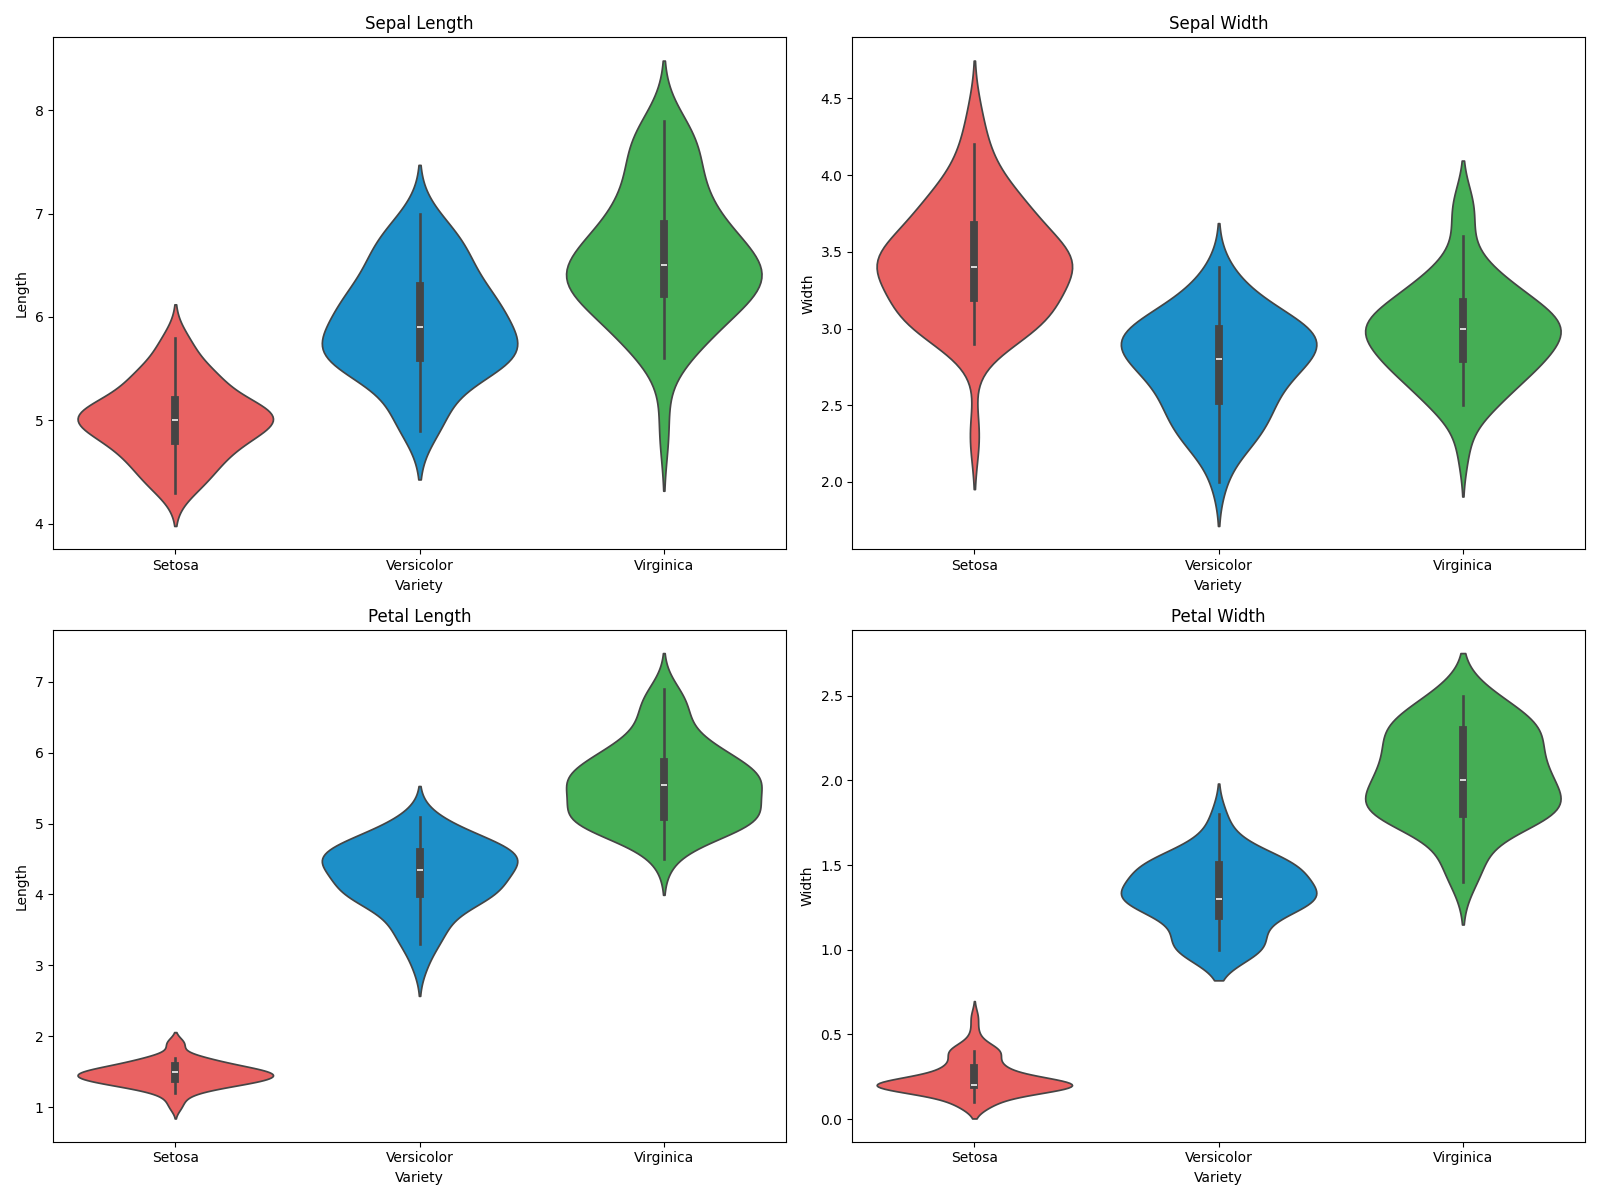 Sepal Length
Length
8
7
6
5
4
Setosa Versicolor Virginica
Variety
Sepal Width
Width
4.5
4.0
3.5
3.0
2.5
2.0
Setosa Versicolor Virginica
Variety
Petal Length
Length
7
6
5
4
3
2
1
Setosa Versicolor Virginica
Variety
Petal Width
Width
2.5
2.0
1.5
1.0
0.5
0.0
Setosa Versicolor Virginica
Variety